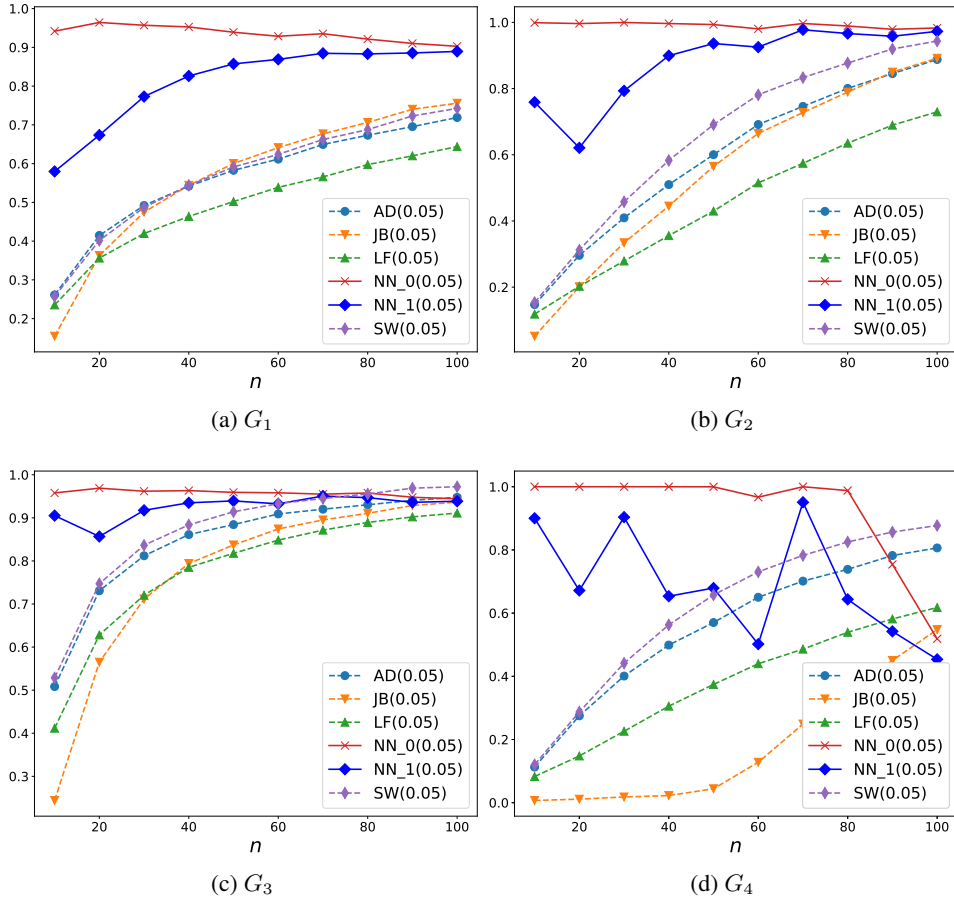 1.0
0.9
0.8
0.7
0.6
0.5
0.4
0.3
0.2
20 40 60 80 100
n
AD(0.05)
JB(0.05)
LF(0.05)
NN_0(0.05)
NN_1(0.05)
SW(0.05)
(a) G1
1.0
0.8
0.6
0.4
0.2
20 40 60 80 100
n
AD(0.05)
JB(0.05)
LF(0.05)
NN_0(0.05)
NN_1(0.05)
SW(0.05)
(b) G2
1.0
0.9
0.8
0.7
0.6
0.5
0.4
0.3
20 40 60 80 100
n
AD(0.05)
JB(0.05)
LF(0.05)
NN_0(0.05)
NN_1(0.05)
SW(0.05)
(c) G3
1.0
0.8
0.6
0.4
0.2
0.0
20 40 60 80 100
n
AD(0.05)
JB(0.05)
LF(0.05)
NN_0(0.05)
NN_1(0.05)
SW(0.05)
(d) G4